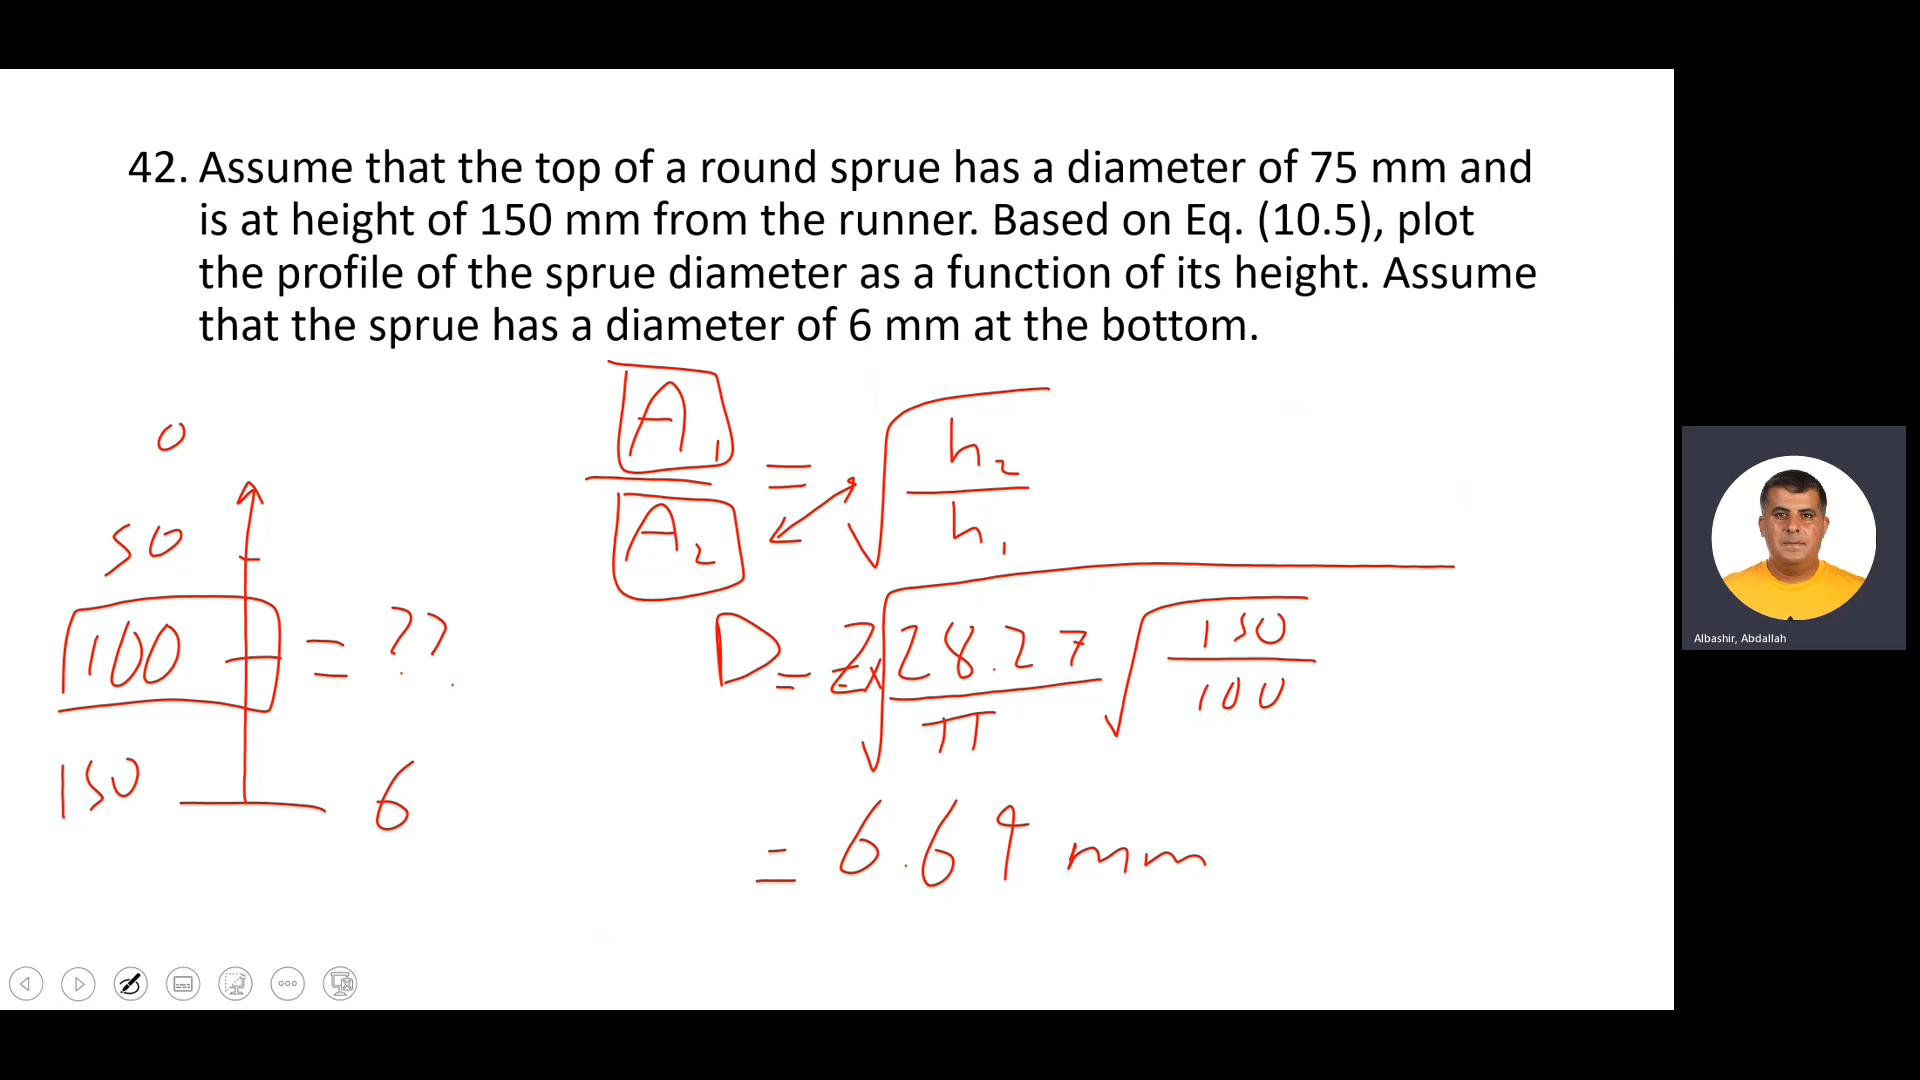 42. Assume that the top of a round sprue has a diameter of 75 mm and
is at height of 150 mm from the runner. Based on Eq. (10.5), plot
the profile of the sprue diameter as a function of its height. Assume
that the sprue has a diameter of 6 mm at the bottom.
A1 / A2 = √(h2 / h1)
0
50
100 = ??
150 6
D = 2x √(28.27 / π √(150 / 100))
= 6.64 mm
Albashir, Abdallah